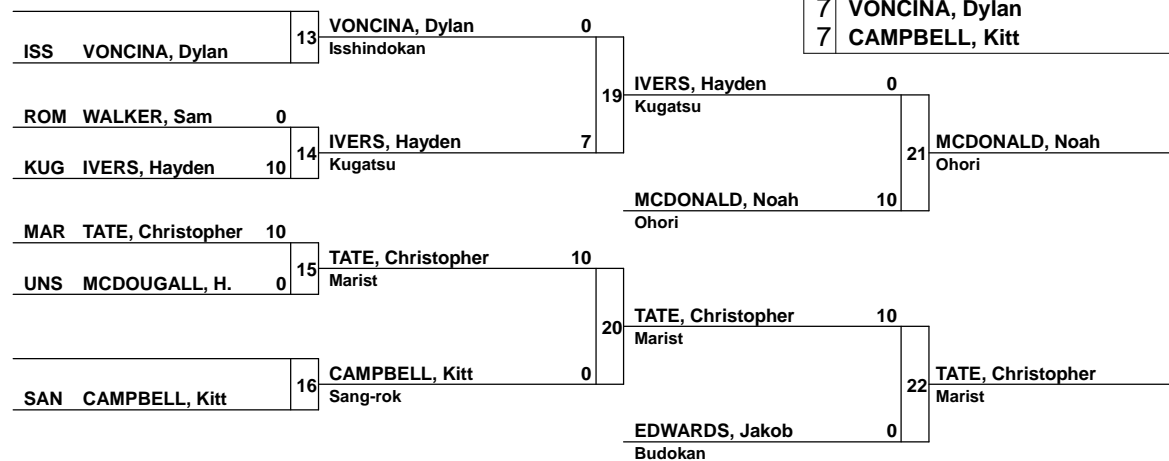 7 VONCINA, Dylan
7 CAMPBELL, Kitt
ISS VONCINA, Dylan
13
VONCINA, Dylan 0
Isshindokan
ROM WALKER, Sam 0
KUG IVERS, Hayden 10
14
IVERS, Hayden 7
Kugatsu
19
IVERS, Hayden 0
Kugatsu
MCDONALD, Noah 10
Ohori
21
MCDONALD, Noah
Ohori
MAR TATE, Christopher 10
UNS MCDOUGALL, H. 0
15
TATE, Christopher 10
Marist
SAN CAMPBELL, Kitt
16
CAMPBELL, Kitt 0
Sang-rok
20
TATE, Christopher 10
Marist
EDWARDS, Jakob 0
Budokan
22
TATE, Christopher
Marist